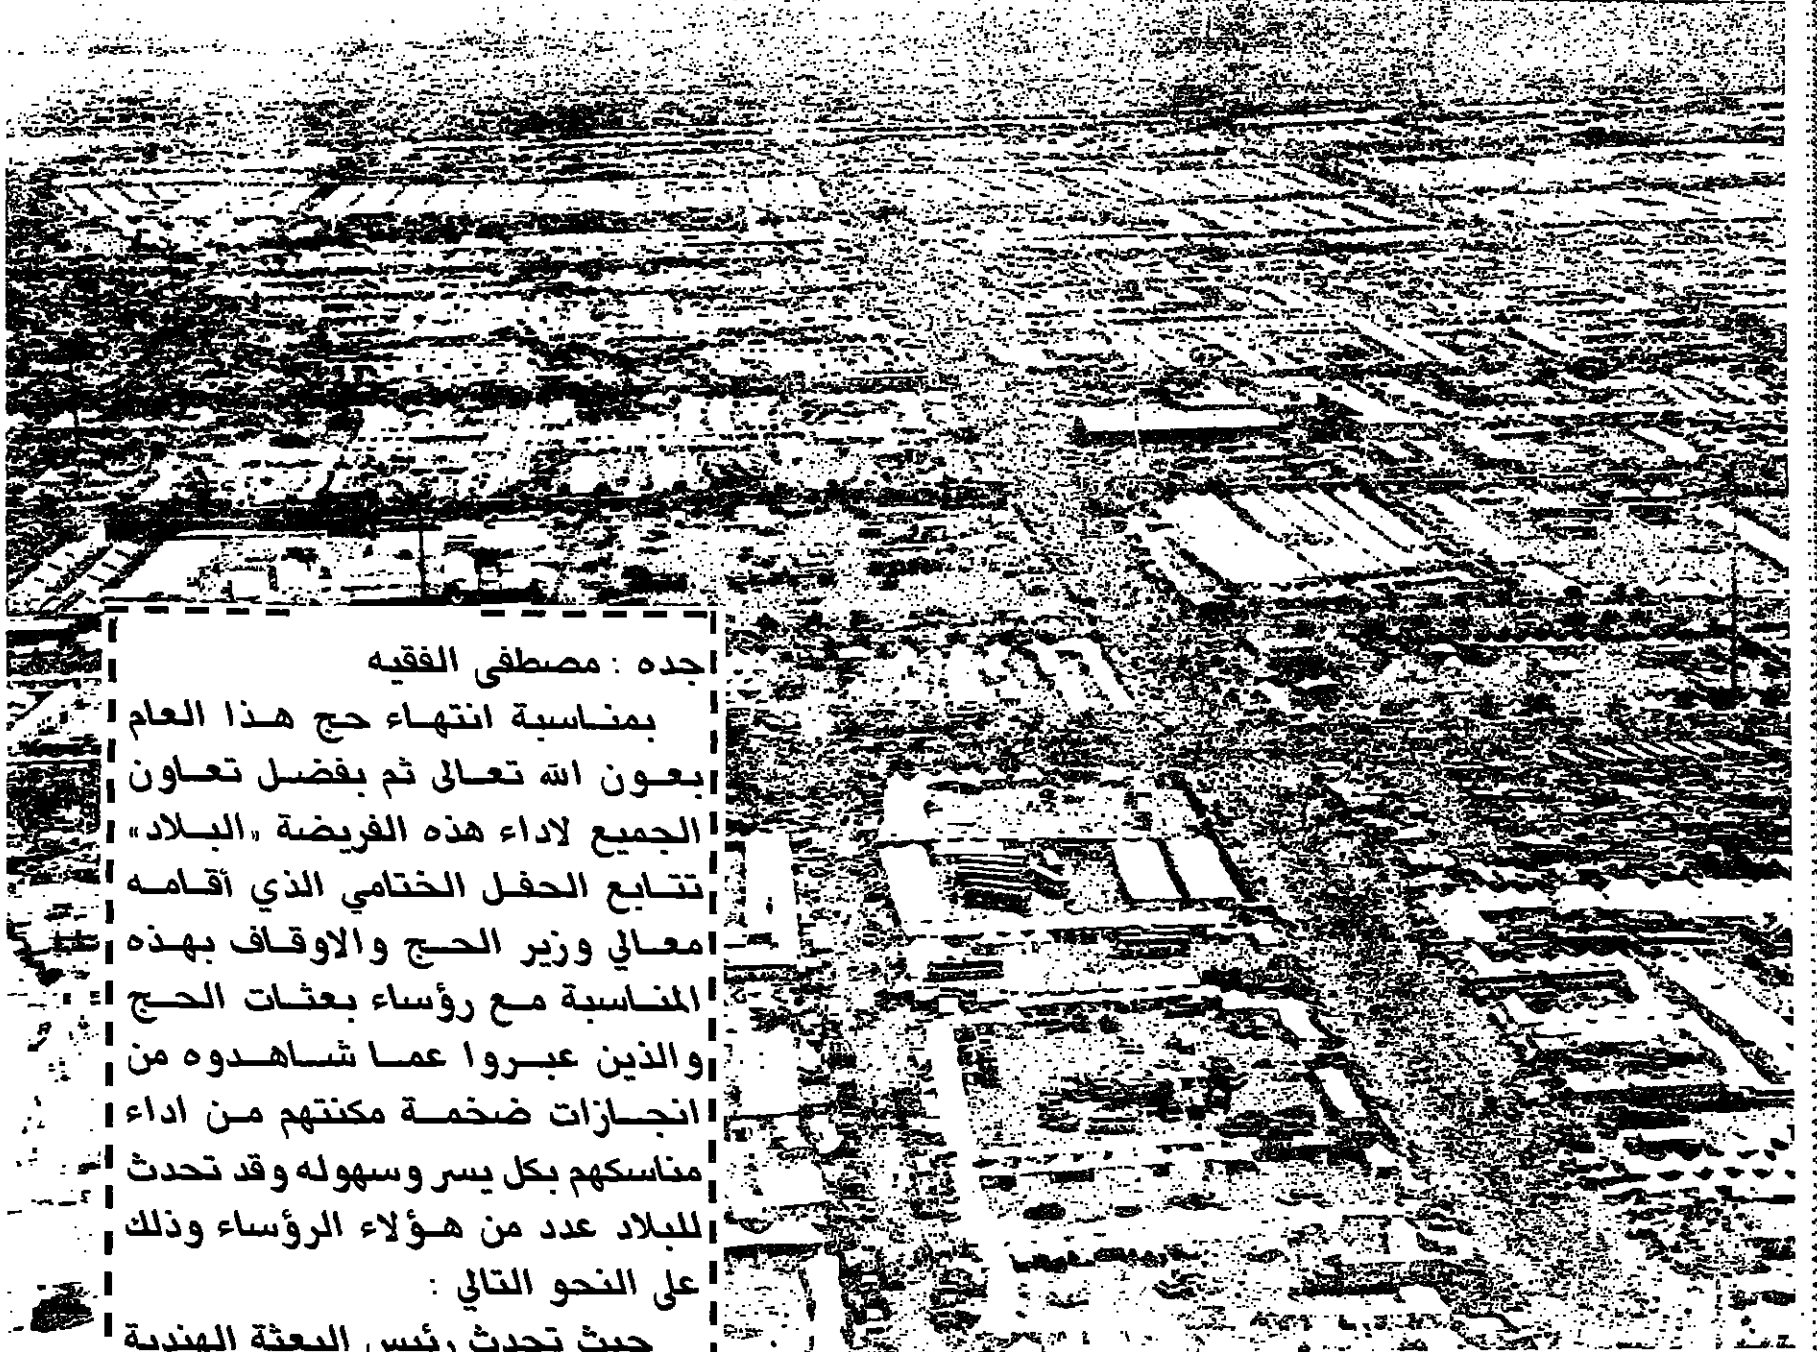 جده : مصطفى الفقيه
بمناسبة انتهاء حج هذا العام
بعون الله تعالى ثم بفضل تعاون
الجميع لاداء هذه الفريضة «البلاد»
تتابع الحفل الختامي الذي أقامه
معالي وزير الحج والاوقاف بهذه
المناسبة مع رؤساء بعثات الحج
والذين عبروا عما شاهدوه من
انجازات ضخمة مكنتهم من اداء
مناسكهم بكل يسر وسهوله وقد تحدث
للبلاد عدد من هؤلاء الرؤساء وذلك
على النحو التالي :
حيث تحدث رئيس البعثة الهندية